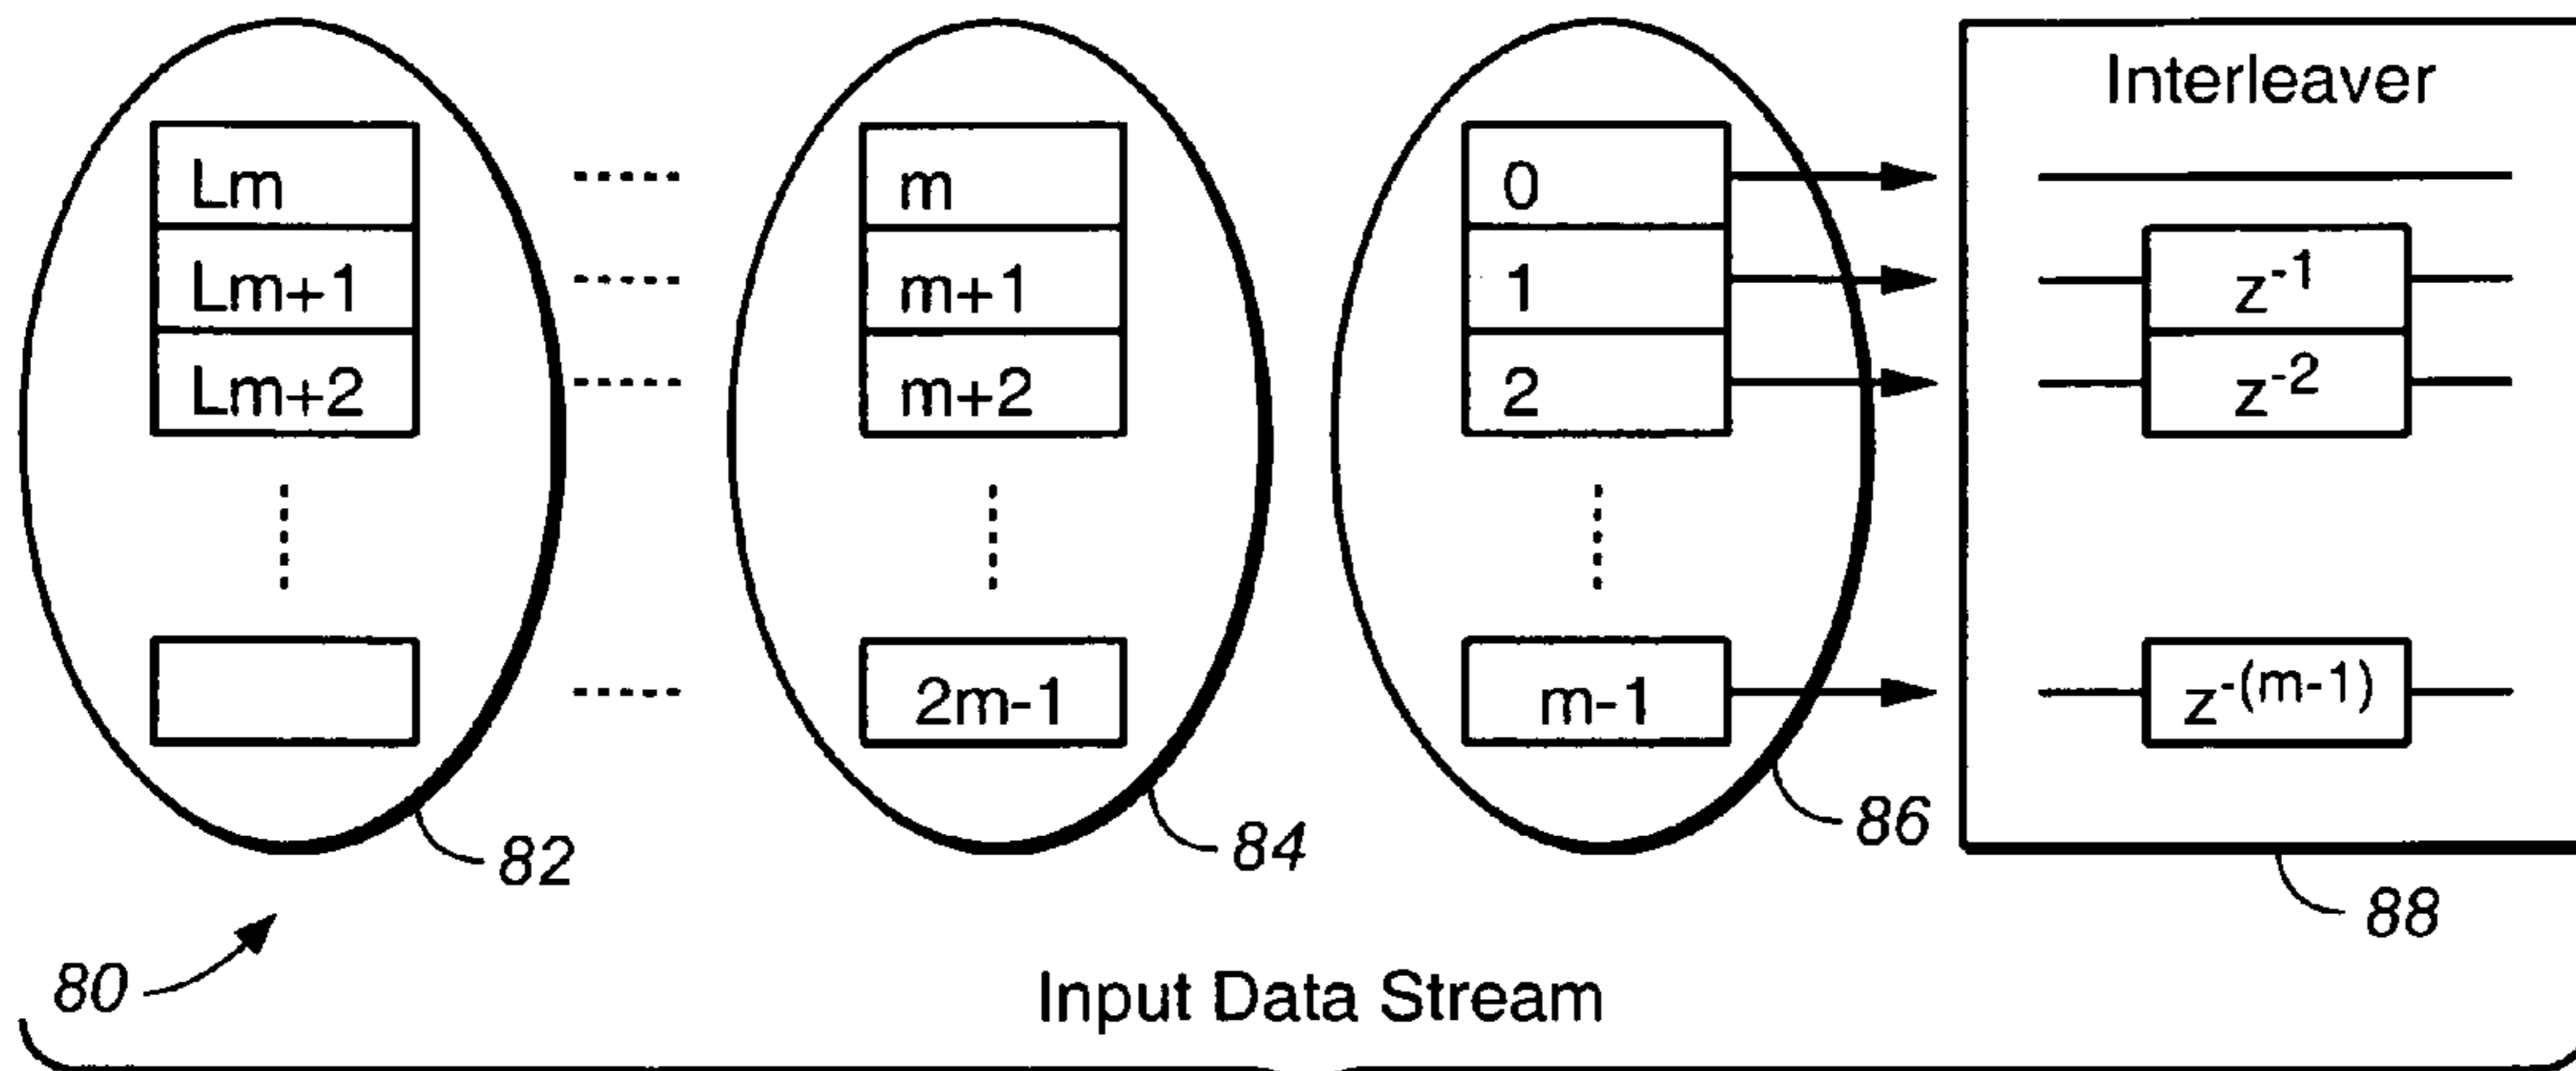 Interleaver
Lm
m
0
Lm+1
m+1
1
z-1
Lm+2
m+2
2
z-2
2m-1
m-1
z-(m-1)
82
84
86
88
80
Input Data Stream